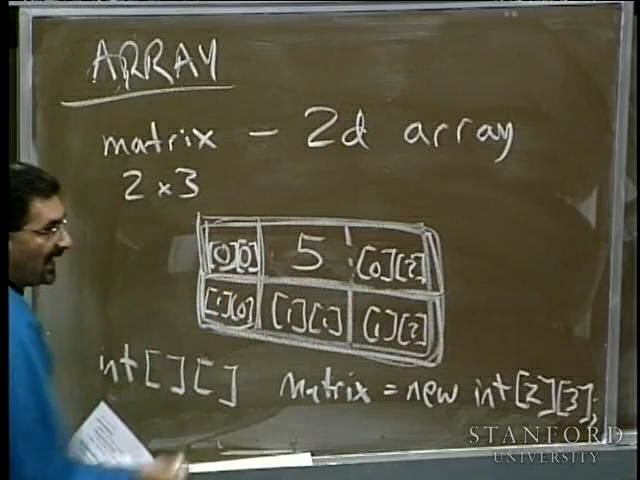 ARRAY
matrix - 2d array
2 x 3
[0][0] 5 [0][2]
[1][0] [1][1] [1][2]
int[][] matrix = new int[2][3];
STANFORD
UNIVERSITY